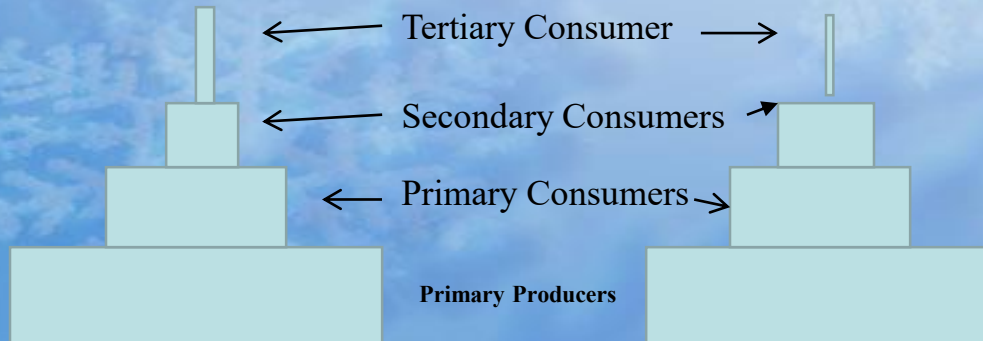 Tertiary Consumer
Secondary Consumers
Primary Consumers
Primary Producers